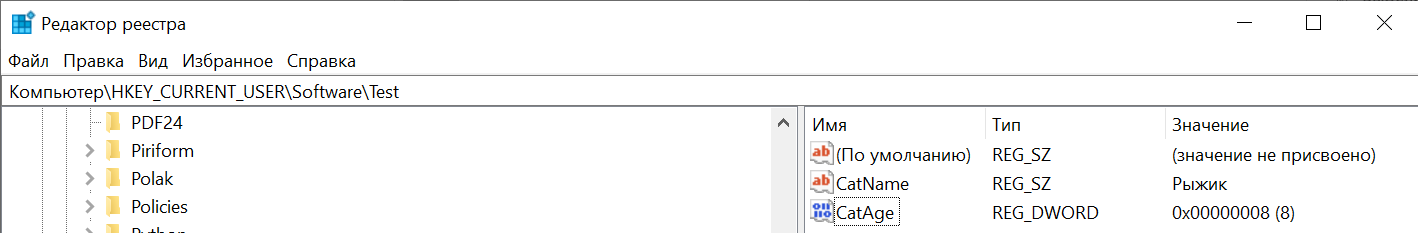 Редактор реестра
Файл Правка Вид Избранное Справка
Компьютер\HKEY_CURRENT_USER\Software\Test
PDF24
Piriform
Polak
Policies
Python
Имя Тип Значение
(По умолчанию) REG_SZ (значение не присвоено)
CatName REG_SZ Рыжик
CatAge REG_DWORD 0x00000008 (8)